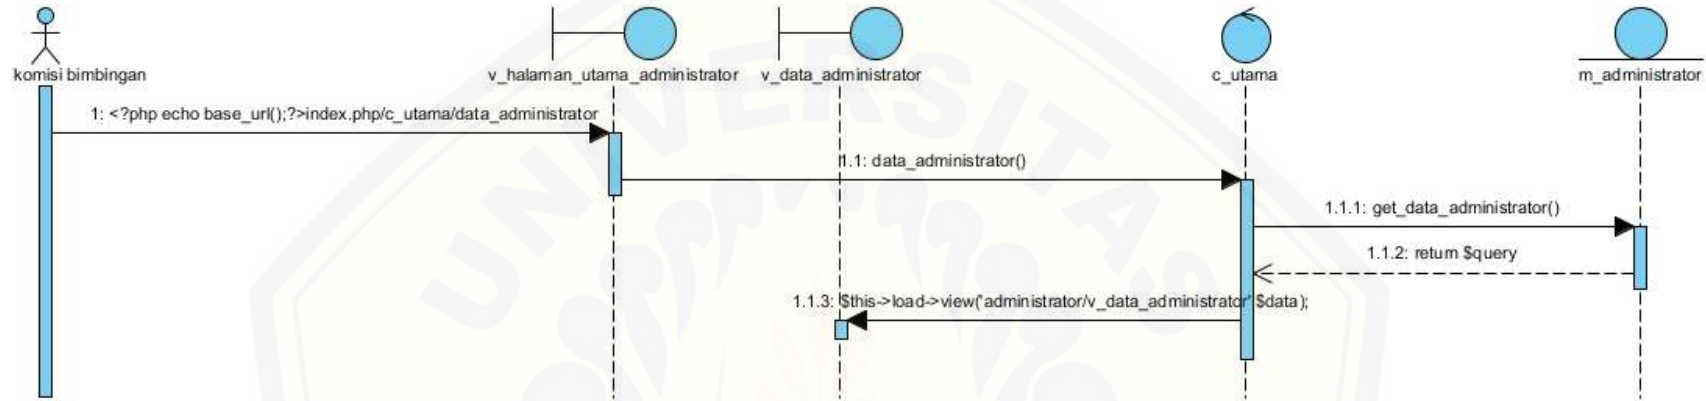 komisi bimbingan
v_halaman_utama_administrator
v_data_administrator
c_utama
m_administrator
1: <?php echo base_url();?>index.php/c_utama/data_administrator
1.1: data_administrator()
1.1.1: get_data_administrator()
1.1.2: return $query
1.1.3: $this->load->view('administrator/v_data_administrator' $data);
UNIVERSITAS